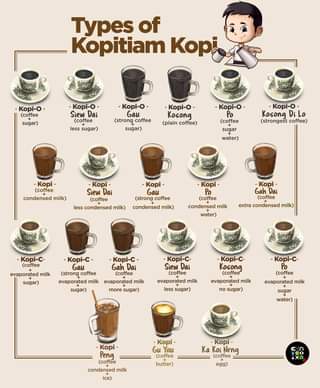 Types of
Kopitiam Kopi
Kopi-O
(coffee
+
sugar)
Kopi-O
Siew Dai
(coffee
+
less sugar)
Kopi-O
Gau
(strong coffee
+
sugar)
Kopi-O
Kosong
(plain coffee)
Kopi-O
Po
(coffee
+
sugar
+
water)
Kopi-O
Kosong Di Lo
(strongest coffee)
Kopi
(coffee
+
condensed milk)
Kopi
Siew Dai
(coffee
+
less condensed milk)
Kopi
Gau
(strong coffee
+
condensed milk)
Kopi
Po
(coffee
+
condensed milk
+
water)
Kopi
Gah Dai
(coffee
+
extra condensed milk)
Kopi-C
(coffee
+
evaporated milk
+
sugar)
Kopi-C
Gau
(strong coffee
+
evaporated milk
+
sugar)
Kopi-C
Gah Dai
(coffee
+
evaporated milk
+
more sugar)
Kopi-C
Siew Dai
(coffee
+
evaporated milk
+
less sugar)
Kopi-C
Kosong
(coffee
+
evaporated milk
+
no sugar)
Kopi-C
Po
(coffee
+
evaporated milk
+
sugar
+
water)
Kopi
Peng
(coffee
+
condensed milk
+
ice)
Kopi
Gu You
(coffee
+
butter)
Kopi
Ka Koi Nrng
(coffee
+
egg)